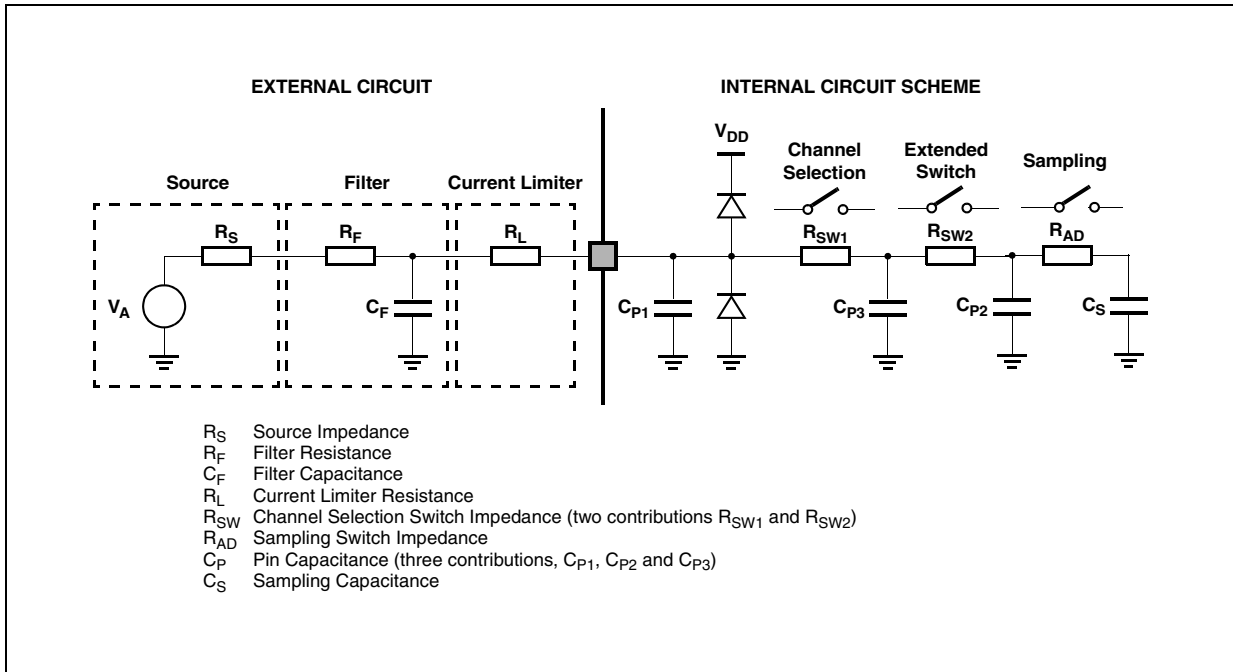 EXTERNAL CIRCUIT
INTERNAL CIRCUIT SCHEME
Source
Filter
Current Limiter
VDD
Channel
Selection
Extended
Switch
Sampling
RS
RF
RL
RSW1
RSW2
RAD
VA
CF
CP1
CP3
CP2
CS
RS Source Impedance
RF Filter Resistance
CF Filter Capacitance
RL Current Limiter Resistance
RSW Channel Selection Switch Impedance (two contributions RSW1 and RSW2)
RAD Sampling Switch Impedance
CP Pin Capacitance (three contributions, CP1, CP2 and CP3)
CS Sampling Capacitance